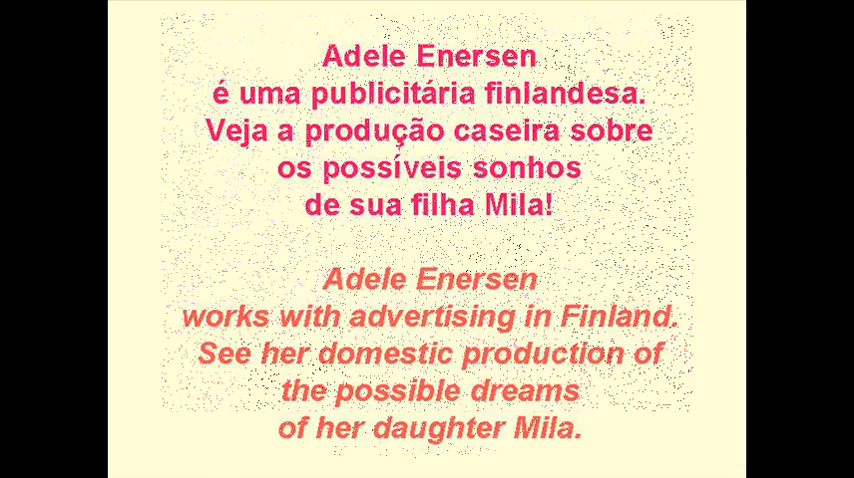 Adele Enersen
é uma publicitária finlandesa.
Veja a produção caseira sobre
os possíveis sonhos
de sua filha Mila!
Adele Enersen
works with advertising in Finland.
See her domestic production of
the possible dreams
of her daughter Mila.